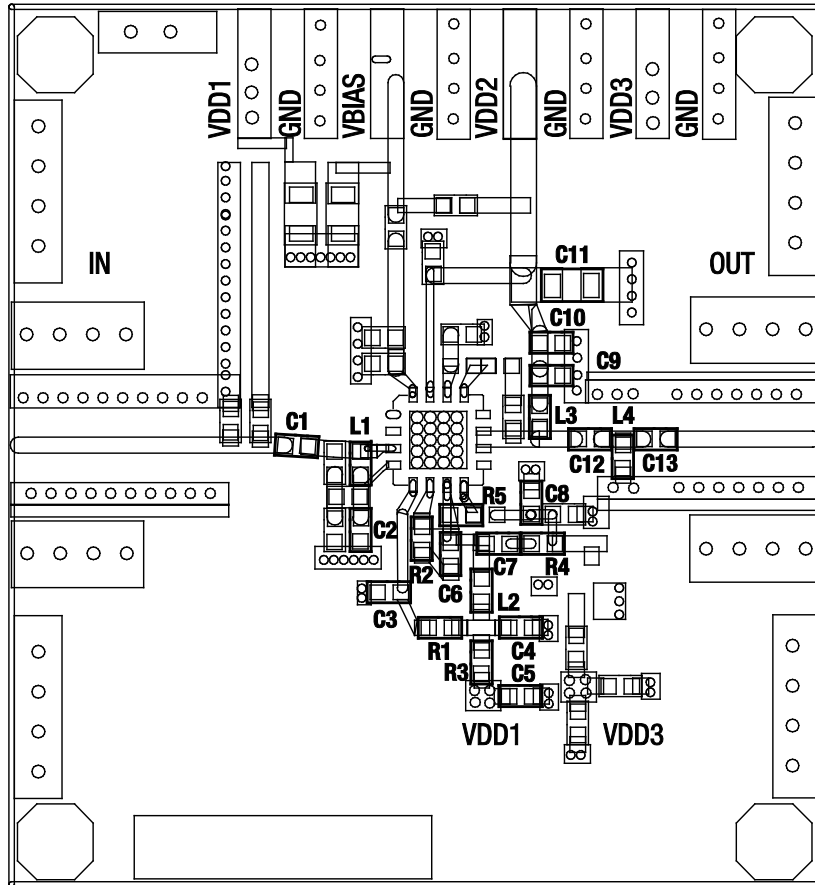 VDD1
GND
VBIAS
GND
VDD2
GND
VDD3
GND
IN
OUT
C11
C10
C9
C1
L1
L3
L4
C12
C13
C2
R5
C8
R2
C6
C7
R4
C3
L2
R1
C4
R3
C5
VDD1
VDD3